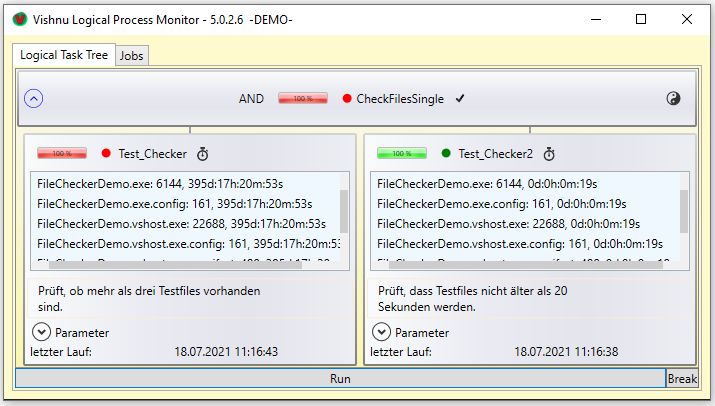 Vishnu Logical Process Monitor - 5.0.2.6 -DEMO-
Logical Task Tree
Jobs
AND
100 %
CheckFilesSingle
100 %
Test_Checker
FileCheckerDemo.exe: 6144, 395d:17h:20m:53s
FileCheckerDemo.exe.config: 161, 395d:17h:20m:53s
FileCheckerDemo.vshost.exe: 22688, 395d:17h:20m:53s
FileCheckerDemo.vshost.exe.config: 161, 395d:17h:20m:53
Prüft, ob mehr als drei Testfiles vorhanden
sind.
Parameter
letzter Lauf: 18.07.2021 11:16:43
100 %
Test_Checker2
FileCheckerDemo.exe: 6144, 0d:0h:0m:19s
FileCheckerDemo.exe.config: 161, 0d:0h:0m:19s
FileCheckerDemo.vshost.exe: 22688, 0d:0h:0m:19s
FileCheckerDemo.vshost.exe.config: 161, 0d:0h:0m:19s
Prüft, dass Testfiles nicht älter als 20
Sekunden werden.
Parameter
letzter Lauf: 18.07.2021 11:16:38
Run
Break